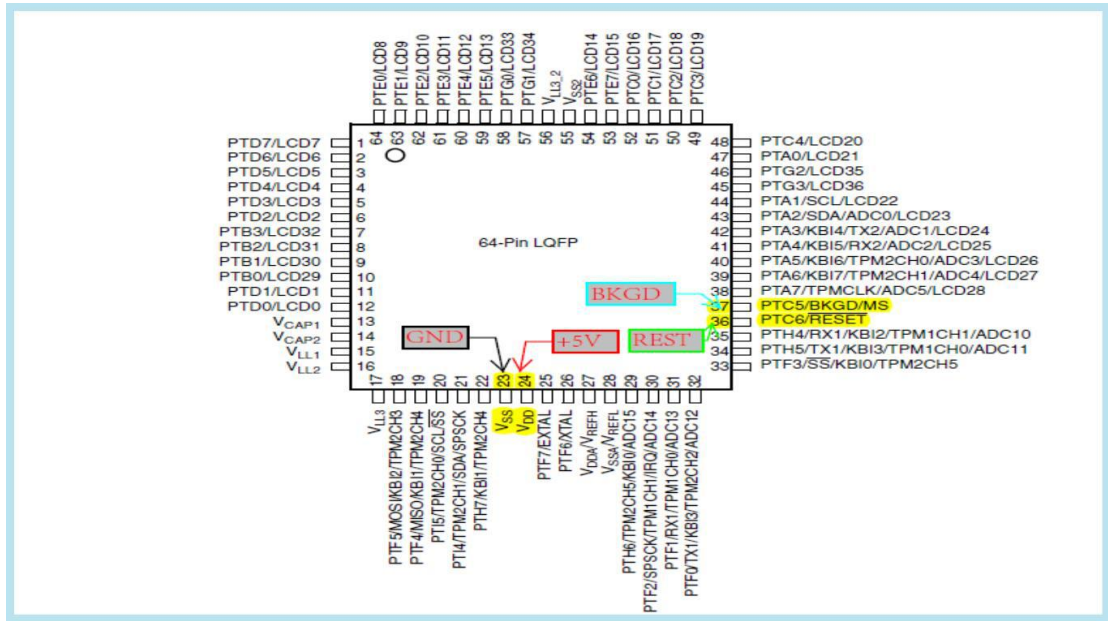 PTE0/LCD8
PTE1/LCD9
PTE2/LCD10
PTE3/LCD11
PTE4/LCD12
PTE5/LCD13
PTG0/LCD33
PTG1/LCD34
VLL3_2
VSS2
PTE6/LCD14
PTE7/LCD15
PTC0/LCD16
PTC1/LCD17
PTC2/LCD18
PTC3/LCD19
64 63 62 61 60 59 58 57 56 55 54 53 52 51 50 49
PTD7/LCD7 1
PTD6/LCD6 2
PTD5/LCD5 3
PTD4/LCD4 4
PTD3/LCD3 5
PTD2/LCD2 6
PTB3/LCD32 7
PTB2/LCD31 8
PTB1/LCD30 9
PTB0/LCD29 10
PTD1/LCD1 11
PTD0/LCD0 12
VCAP1 13
VCAP2 14
VLL1 15
VLL2 16
64-Pin LQFP
BKGD
GND
+5V
REST
48 PTC4/LCD20
47 PTA0/LCD21
46 PTG2/LCD35
45 PTG3/LCD36
44 PTA1/SCL/LCD22
43 PTA2/SDA/ADC0/LCD23
42 PTA3/KBI4/TX2/ADC1/LCD24
41 PTA4/KBI5/RX2/ADC2/LCD25
40 PTA5/KBI6/TPM2CH0/ADC3/LCD26
39 PTA6/KBI7/TPM2CH1/ADC4/LCD27
38 PTA7/TPMCLK/ADC5/LCD28
37 PTC5/BKGD/MS
36 PTC6/RESET
35 PTH4/RX1/KBI2/TPM1CH1/ADC10
34 PTH5/TX1/KBI3/TPM1CH0/ADC11
33 PTF3/SS/KBI0/TPM2CH5
17 18 19 20 21 22 23 24 25 26 27 28 29 30 31 32
VLL3
PTF5/MOSI/KBI2/TPM2CH3
PTF4/MISO/KBI1/TPM2CH4
PTI5/TPM2CH0/SCL/SS
PTI4/TPM2CH1/SDA/SPSCK
PTH7/KBI1/TPM2CH4
VSS
VDD
PTF7/EXTAL
PTF6/XTAL
VDDA/VREFH
VSSA/VREFL
PTH6/TPM2CH5/KBI0/ADC15
PTF2/SPSCK/TPM1CH1/IRQ/ADC14
PTF1/RX1/TPM1CH0/ADC13
PTF0/TX1/KBI3/TPM2CH2/ADC12